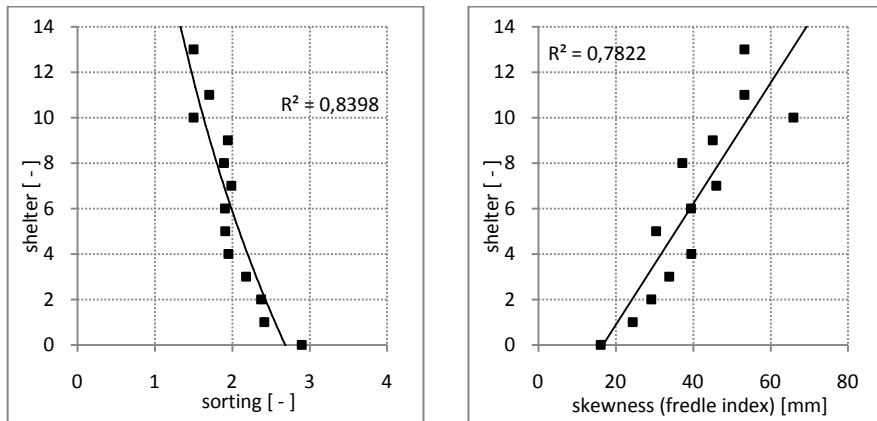 14
12
10
8
6
4
2
0
shelter [ - ]
R² = 0,8398
0 1 2 3 4
sorting [ - ]
14
12
10
8
6
4
2
0
shelter [ - ]
R² = 0,7822
0 20 40 60 80
skewness (fredle index) [mm]